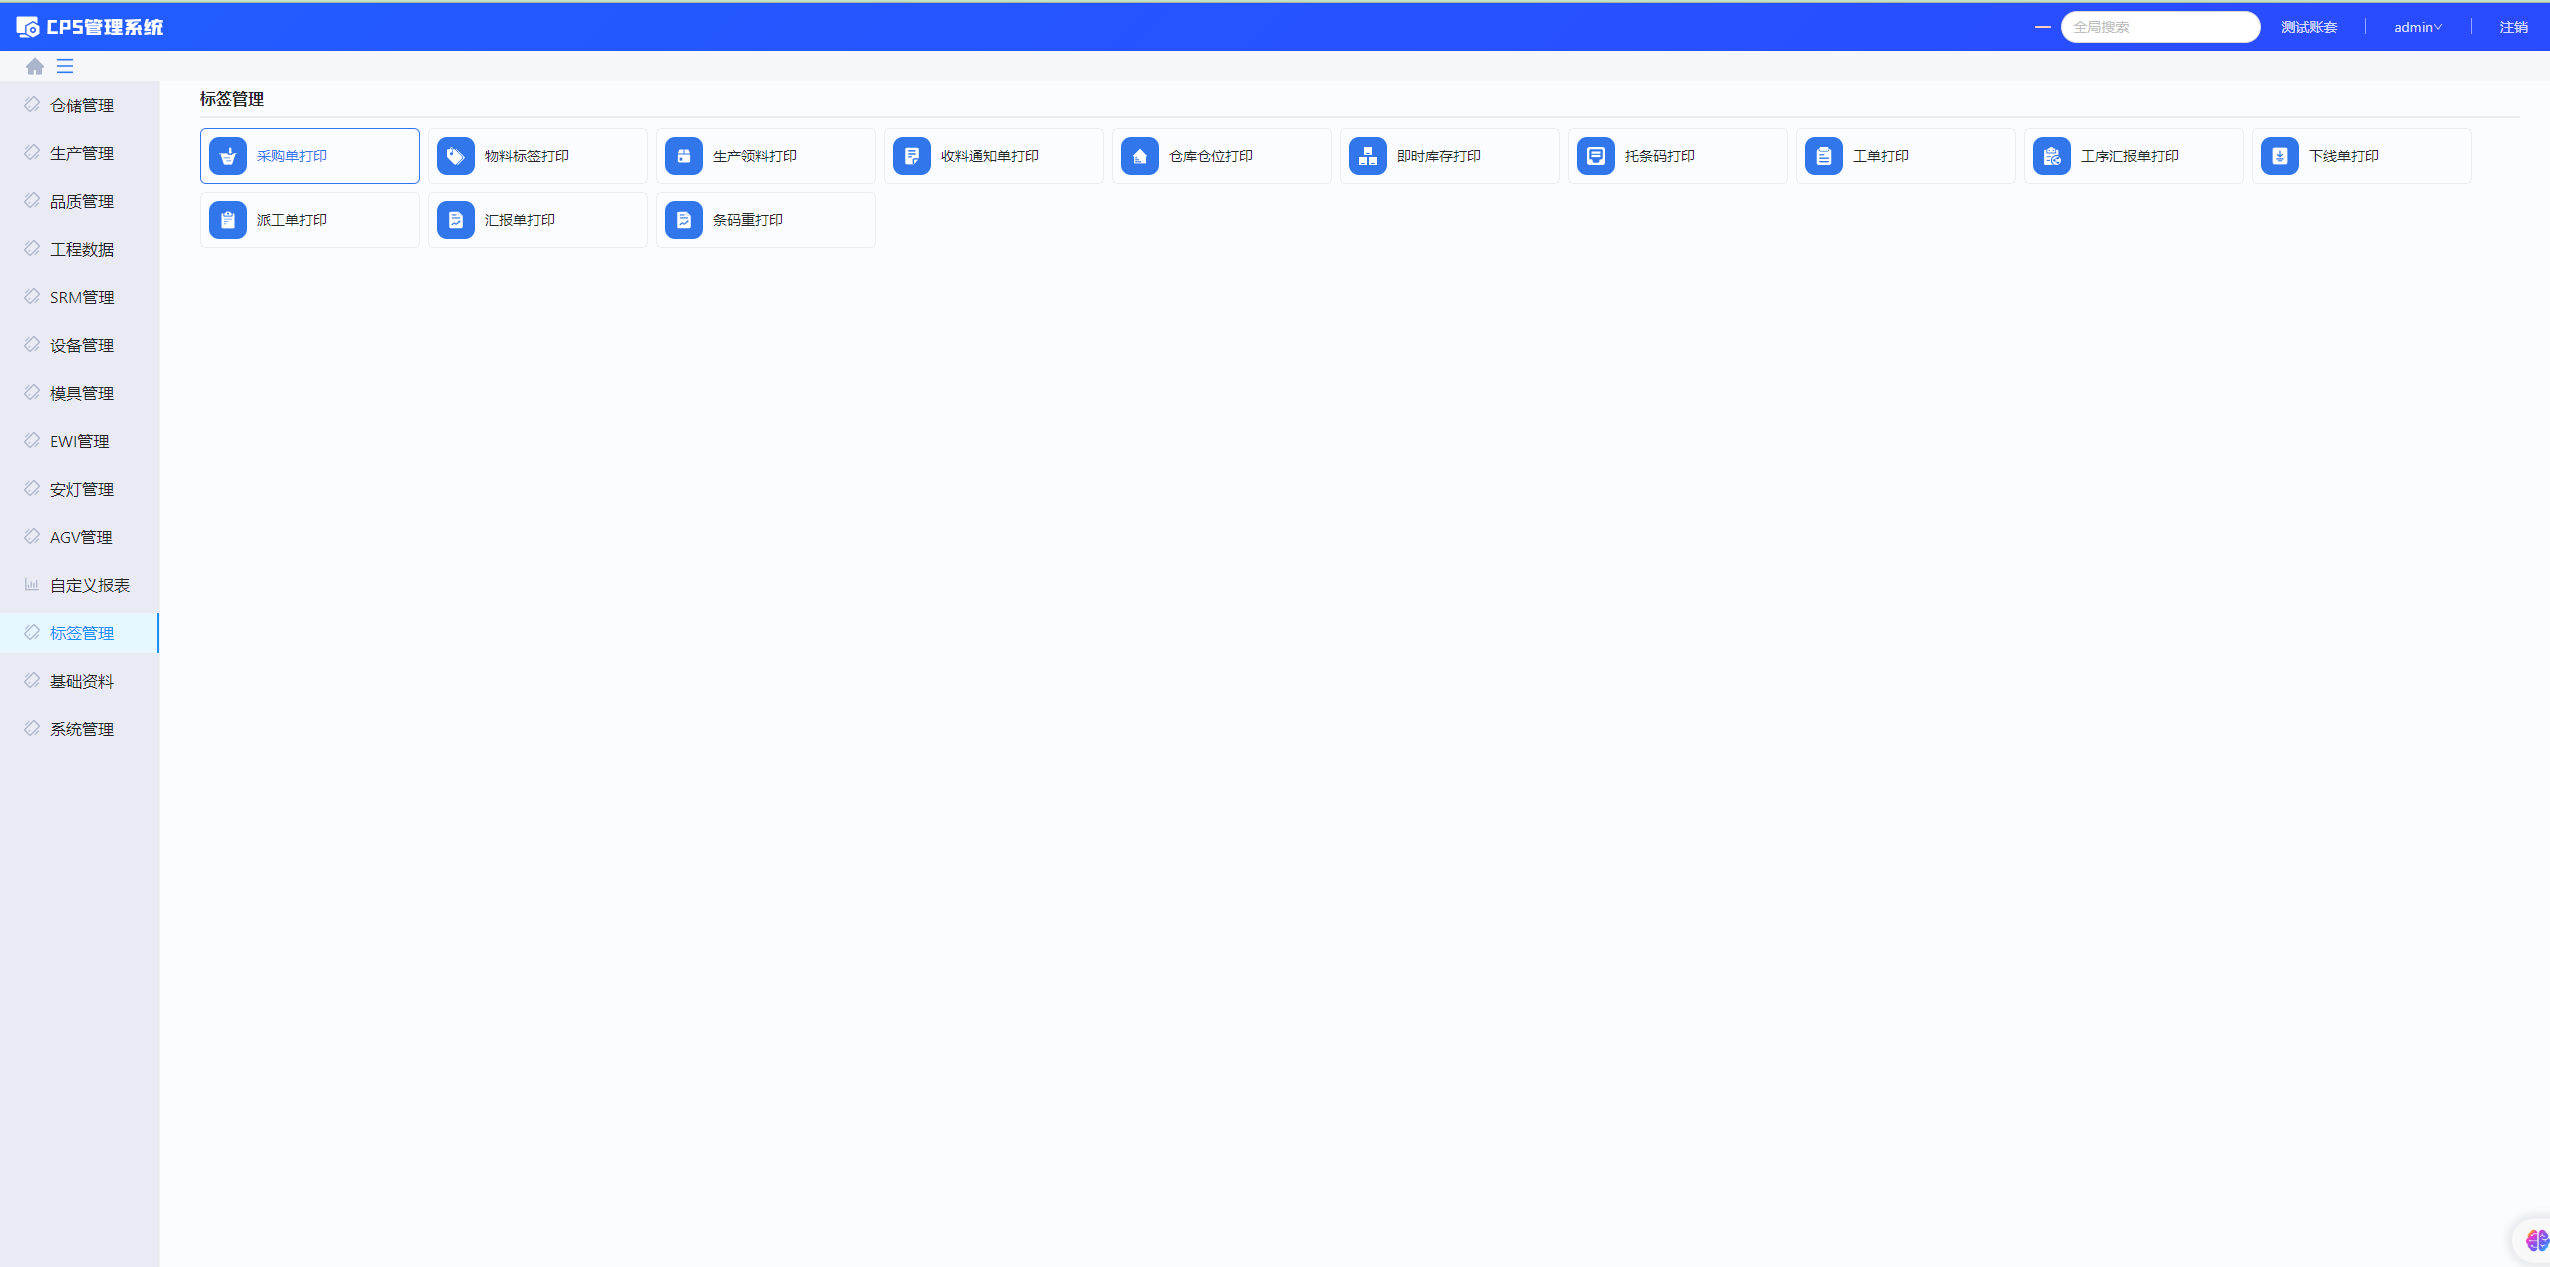 CPS管理系统
全局搜索
测试账套
admin
注销
仓储管理
生产管理
品质管理
工程数据
SRM管理
设备管理
模具管理
EWI管理
安灯管理
AGV管理
自定义报表
标签管理
基础资料
系统管理
标签管理
采购单打印
物料标签打印
生产领料打印
收料通知单打印
仓库仓位打印
即时库存打印
托条码打印
工单打印
工序汇报单打印
下线单打印
派工单打印
汇报单打印
条码重打印